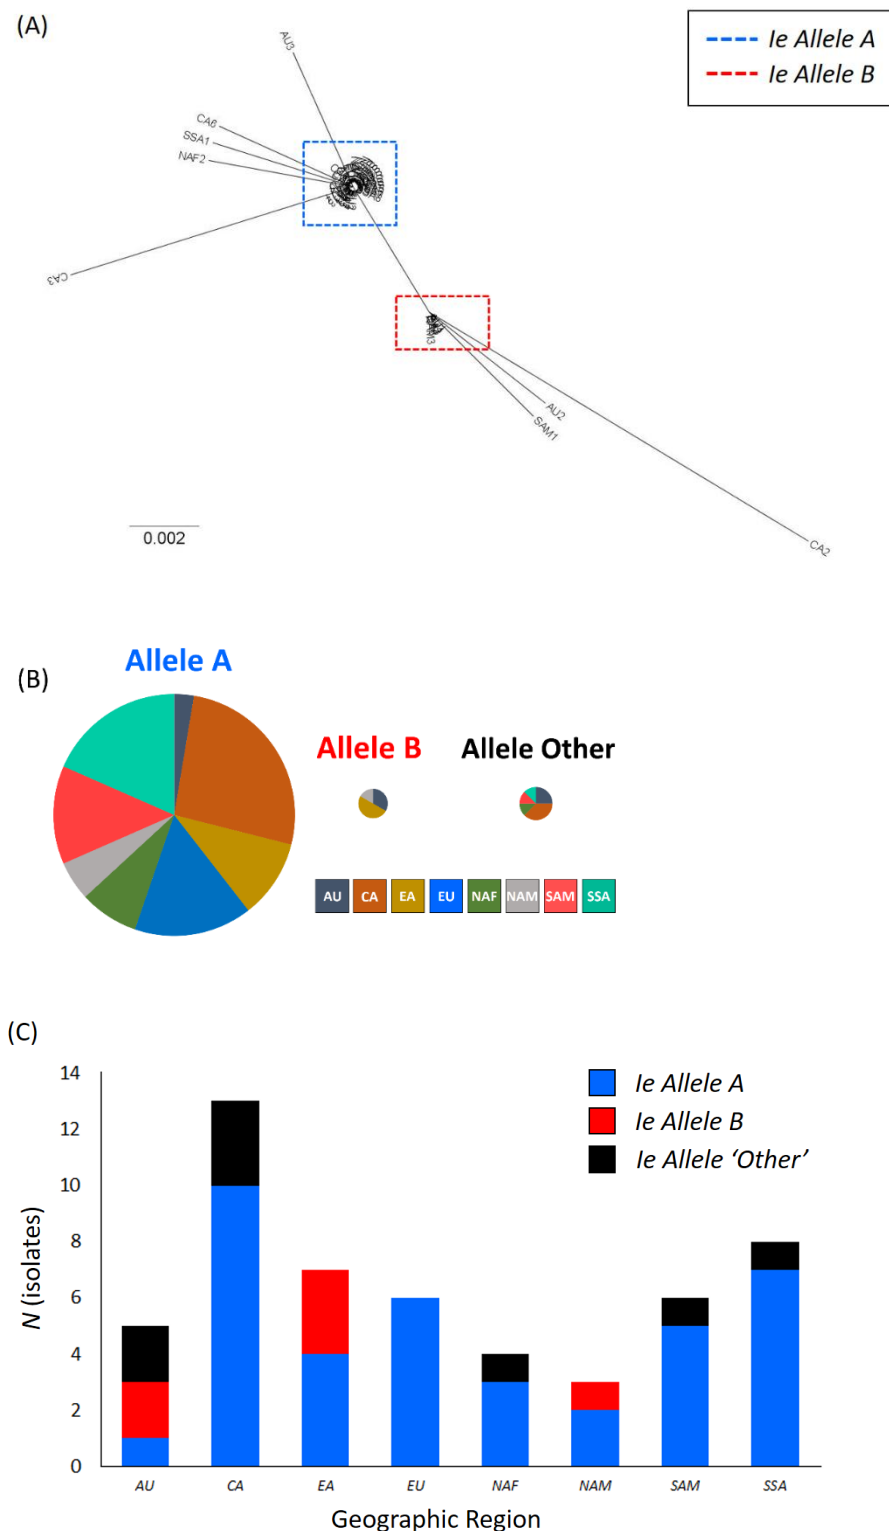 (A)
Ie Allele A
Ie Allele B
AU3
CA6
SSA1
NAF2
CA3
AU2
SAM1
CA2
0.002
(B)
Allele A
Allele B
Allele Other
AU CA EA EU NAF NAM SAM SSA
(C)
14
12
10
8
6
4
2
0
N (isolates)
Ie Allele A
Ie Allele B
Ie Allele ‘Other’
AU CA EA EU NAF NAM SAM SSA
Geographic Region